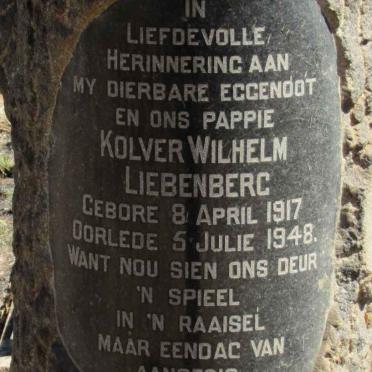 IN
LIEFDEVOLLE
HERINNERING AAN
MY DIERBARE EGGENOOT
EN ONS PAPPIE
KOLVER WILHELM
LIEBENBERG
GEBORE 8 APRIL 1917
OORLEDE 5 JULIE 1948.
WANT NOU SIEN ONS DEUR
'N SPIEEL
IN 'N RAAISEL
MAAR EENDAG VAN